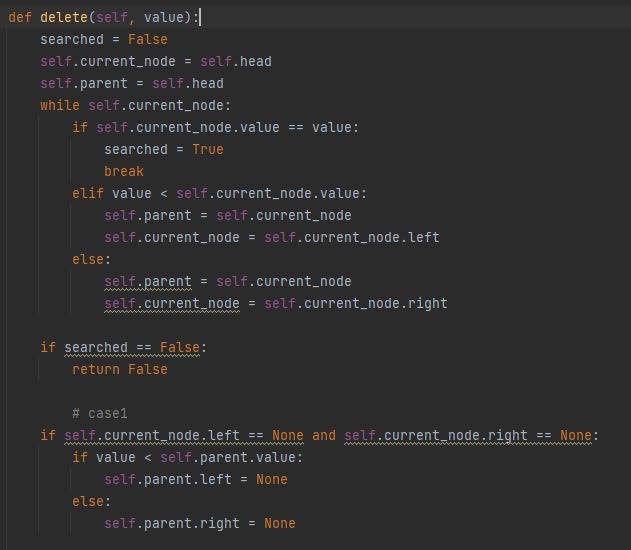 def delete(self, value):
    searched = False
    self.current_node = self.head
    self.parent = self.head
    while self.current_node:
        if self.current_node.value == value:
            searched = True
            break
        elif value < self.current_node.value:
            self.parent = self.current_node
            self.current_node = self.current_node.left
        else:
            self.parent = self.current_node
            self.current_node = self.current_node.right
    if searched == False:
        return False
        # case1
    if self.current_node.left == None and self.current_node.right == None:
        if value < self.parent.value:
            self.parent.left = None
        else:
            self.parent.right = None